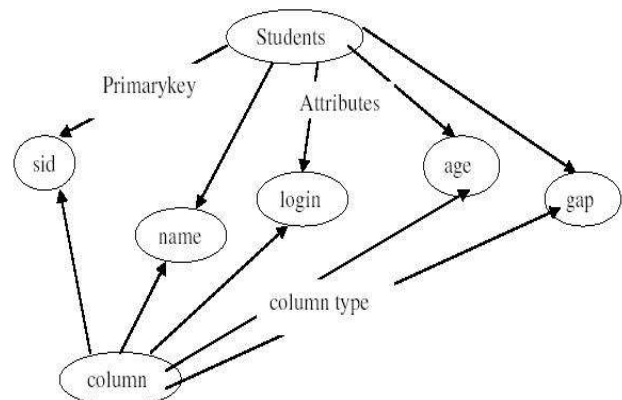 Students
Primarykey
Attributes
sid
age
login
gap
name
column type
column